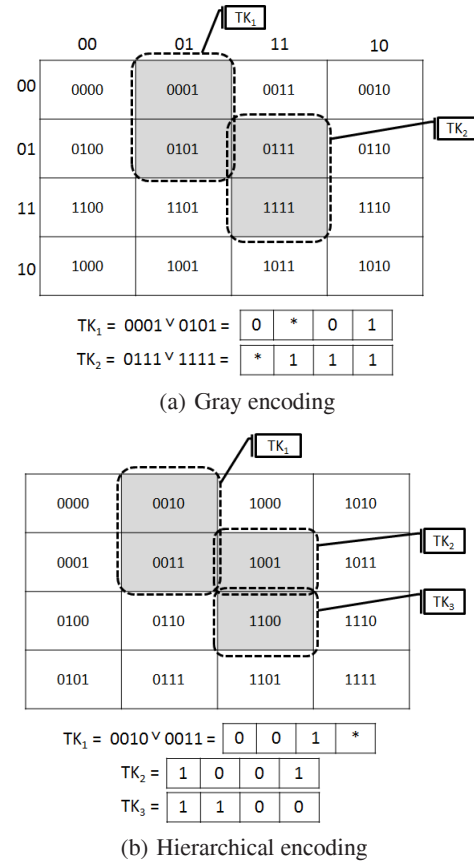 TK₁
00 01 11 10
00 0000 0001 0011 0010
TK₂
01 0100 0101 0111 0110
11 1100 1101 1111 1110
10 1000 1001 1011 1010
TK₁ = 0001 ∨ 0101 = 0 * 0 1
TK₂ = 0111 ∨ 1111 = * 1 1 1
(a) Gray encoding
TK₁
0000 0010 1000 1010
0001 0011 1001 1011
TK₂
TK₃
0100 0110 1100 1110
0101 0111 1101 1111
TK₁ = 0010 ∨ 0011 = 0 0 1 *
TK₂ = 1 0 0 1
TK₃ = 1 1 0 0
(b) Hierarchical encoding